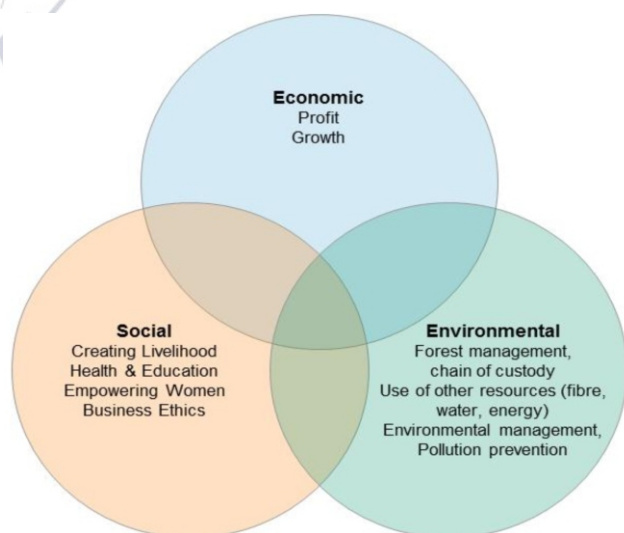 Economic
Profit
Growth
Social
Creating Livelihood
Health & Education
Empowering Women
Business Ethics
Environmental
Forest management,
chain of custody
Use of other resources (fibre,
water, energy)
Environmental management,
Pollution prevention